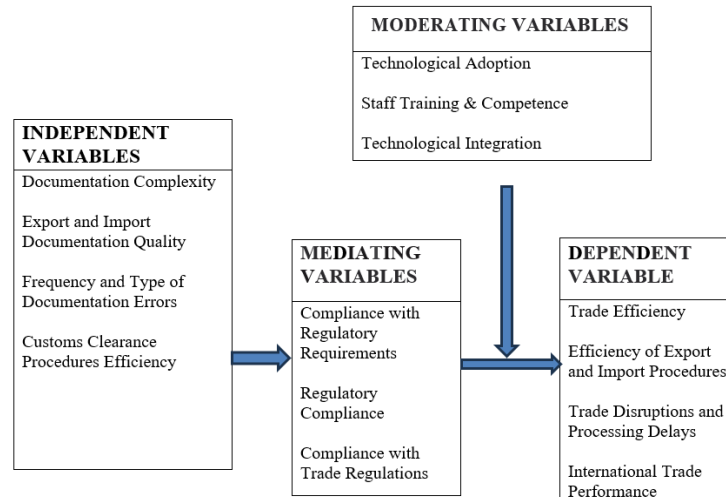 MODERATING VARIABLES
Technological Adoption
Staff Training & Competence
Technological Integration
INDEPENDENT
VARIABLES
Documentation Complexity
Export and Import
Documentation Quality
Frequency and Type of
Documentation Errors
Customs Clearance
Procedures Efficiency
MEDIATING
VARIABLES
Compliance with
Regulatory
Requirements
Regulatory
Compliance
Compliance with
Trade Regulations
DEPENDENT
VARIABLE
Trade Efficiency
Efficiency of Export
and Import Procedures
Trade Disruptions and
Processing Delays
International Trade
Performance